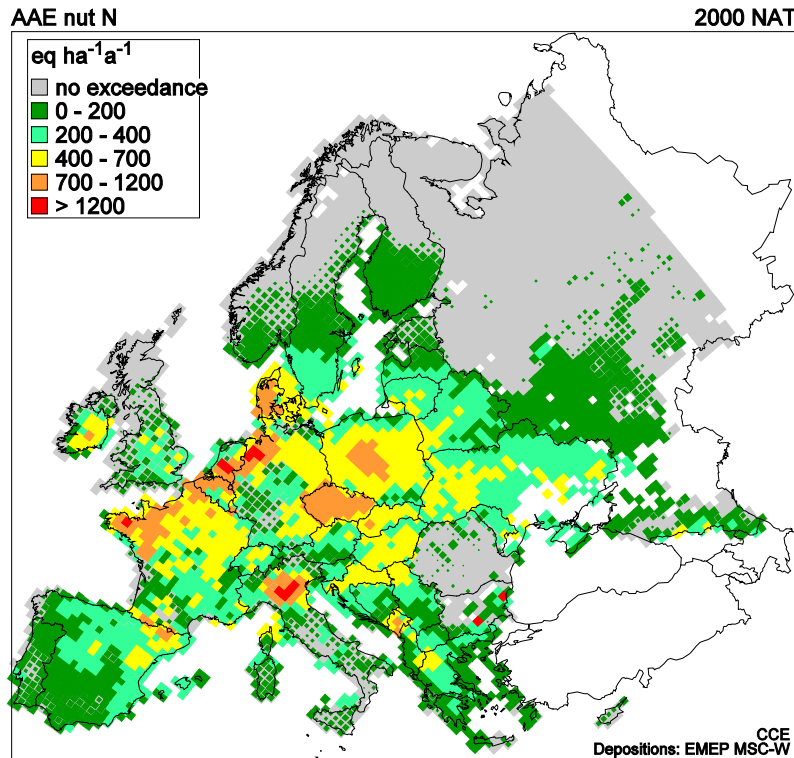 AAE nut N 2000 NAT
eq ha⁻¹a⁻¹
no exceedance
0 - 200
200 - 400
400 - 700
700 - 1200
> 1200
CCE
Depositions: EMEP MSC-W